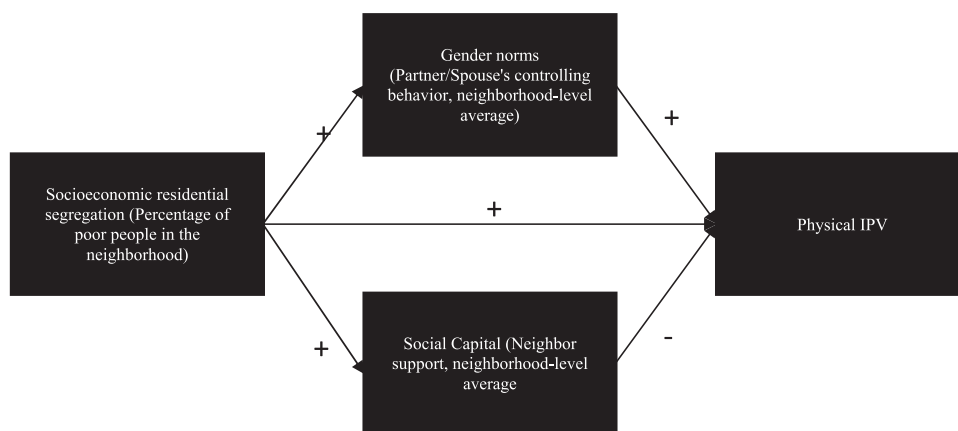 Gender norms
(Partner/Spouse's controlling
behavior, neighborhood-level
average)
+
+
Socioeconomic residential
segregation (Percentage of
poor people in the
neighborhood)
+
Physical IPV
+
-
Social Capital (Neighbor
support, neighborhood-level
average